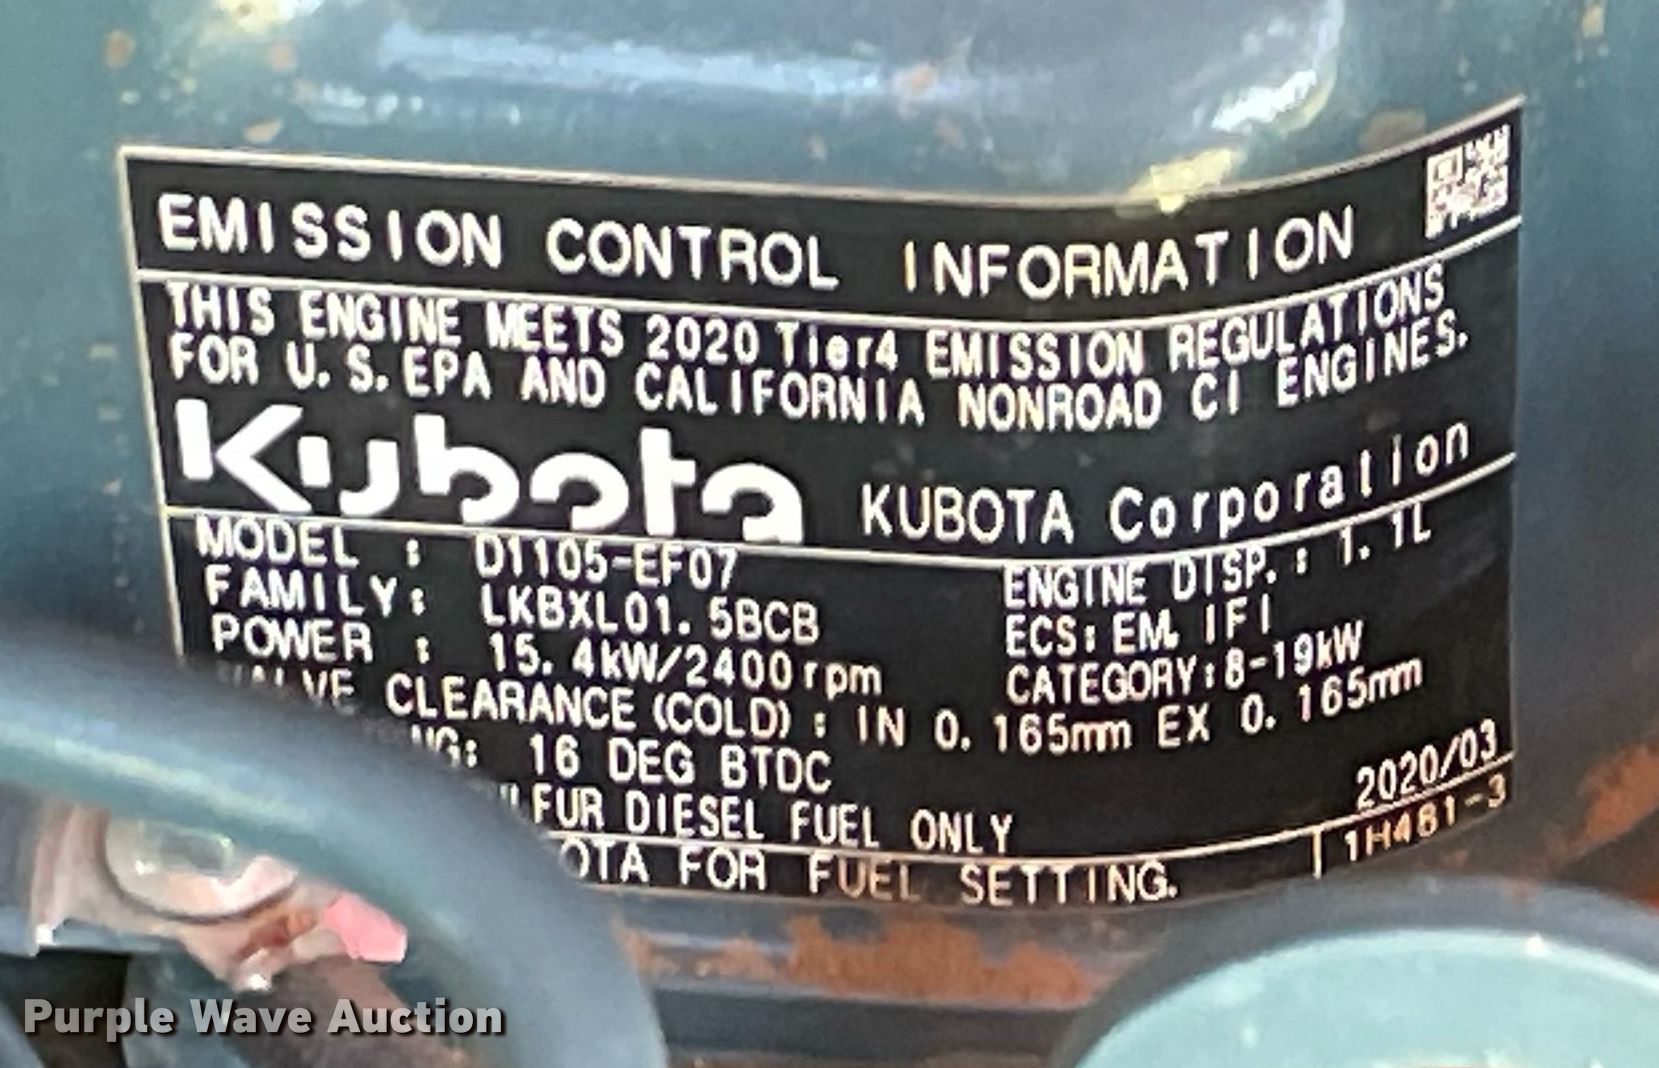 EMISSION CONTROL INFORMATION
THIS ENGINE MEETS 2020 Tier4 EMISSION REGULATIONS
FOR U.S.EPA AND CALIFORNIA NONROAD CI ENGINES.
Kubota KUBOTA Corporation
MODEL : D1105-EF07 ENGINE DISP. : 1.1L
FAMILY: LKBXL01.5BCB ECS: EM, IFI
POWER : 15.4kW/2400rpm CATEGORY:8-19kW
VALVE CLEARANCE (COLD) : IN 0.165mm EX 0.165mm
NG: 16 DEG BTDC 2020/03
LFUR DIESEL FUEL ONLY
OTA FOR FUEL SETTING. 1H481-3
Purple Wave Auction